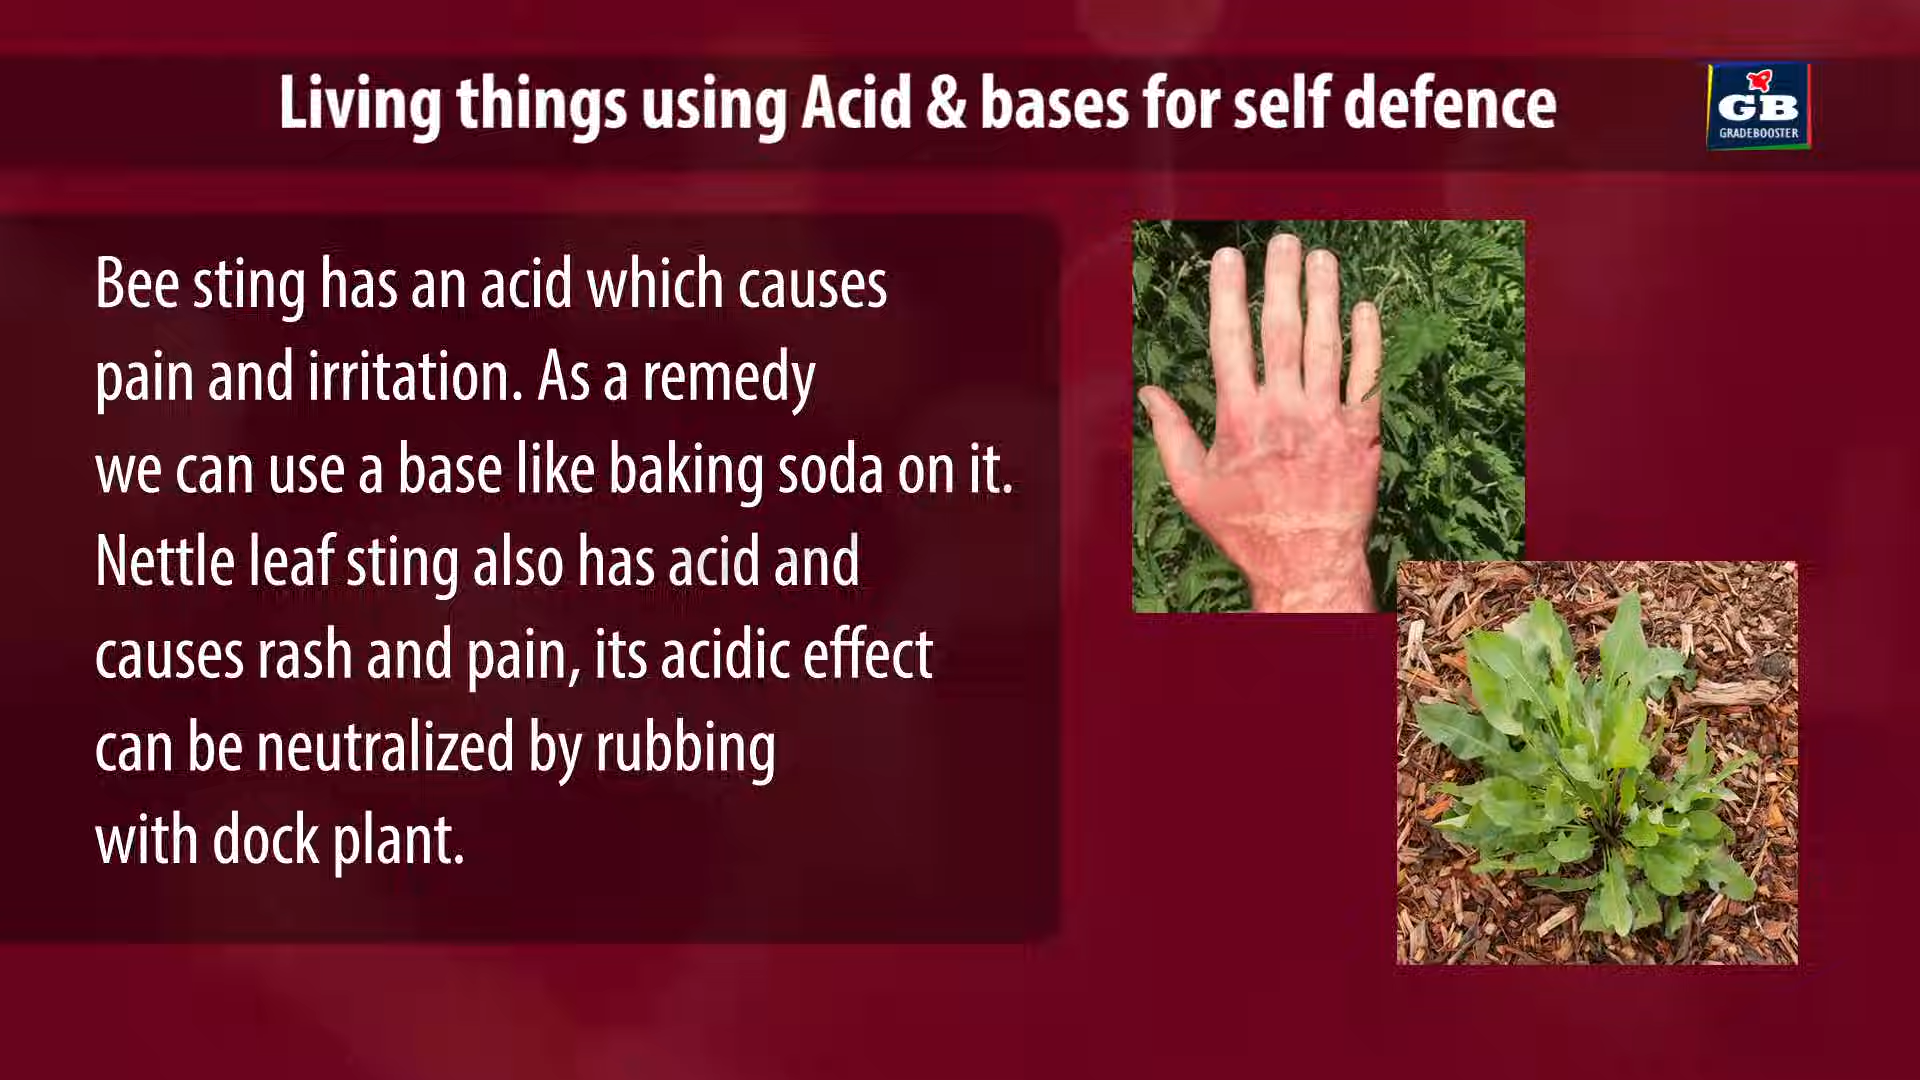 Living things using Acid & bases for self defence
GB
GRADEBOOSTER
Bee sting has an acid which causes
pain and irritation. As a remedy
we can use a base like baking soda on it.
Nettle leaf sting also has acid and
causes rash and pain, its acidic effect
can be neutralized by rubbing
with dock plant.